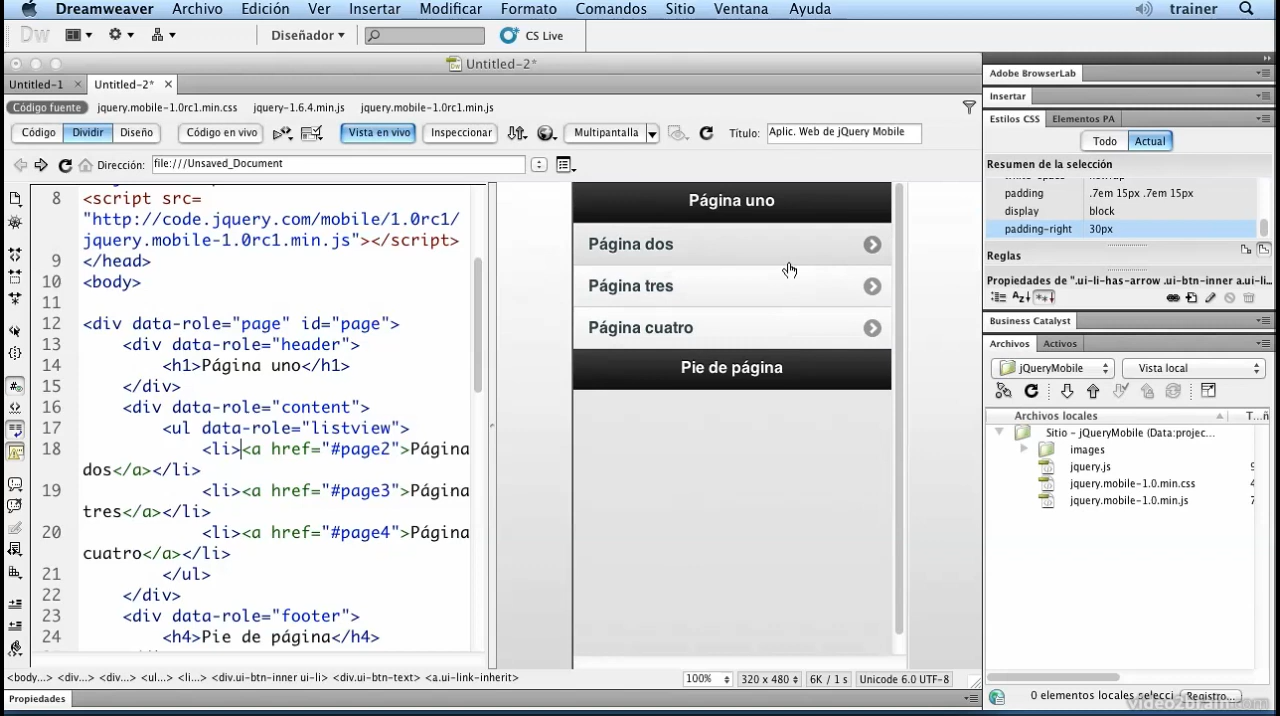 Dreamweaver Archivo Edición Ver Insertar Modificar Formato Comandos Sitio Ventana Ayuda trainer
Dw Diseñador CS Live
Untitled-2*
Untitled-1 × Untitled-2* ×
Código fuente jquery.mobile-1.0rc1.min.css jquery-1.6.4.min.js jquery.mobile-1.0rc1.min.js
Código Dividir Diseño Código en vivo Vista en vivo Inspeccionar Multipantalla Título: Aplic. Web de jQuery Mobile
Dirección: file:///Unsaved_Document
8 <script src=
"http://code.jquery.com/mobile/1.0rc1/
jquery.mobile-1.0rc1.min.js"></script>
9 </head>
10 <body>
11
12 <div data-role="page" id="page">
13 <div data-role="header">
14 <h1>Página uno</h1>
15 </div>
16 <div data-role="content">
17 <ul data-role="listview">
18 <li><a href="#page2">Página
dos</a></li>
19 <li><a href="#page3">Página
tres</a></li>
20 <li><a href="#page4">Página
cuatro</a></li>
21 </ul>
22 </div>
23 <div data-role="footer">
24 <h4>Pie de página</h4>
Página uno
Página dos
Página tres
Página cuatro
Pie de página
<body> <div...> <div...> <ul...> <li...> <div.ui-btn-inner ui-li> <div.ui-btn-text> <a.ui-link-inherit>
100% 320 x 480 6K / 1 s Unicode 6.0 UTF-8
Propiedades
Adobe BrowserLab
Insertar
Estilos CSS Elementos PA
Todo Actual
Resumen de la selección
padding .7em 15px .7em 15px
display block
padding-right 30px
Reglas
Propiedades de ".ui-li-has-arrow .ui-btn-inner a.ui-li...
Az↓ **+
Business Catalyst
Archivos Activos
jQueryMobile Vista local
Archivos locales T...ñ
Sitio - jQueryMobile (Data:projec...
images
jquery.js 9
jquery.mobile-1.0.min.css 4
jquery.mobile-1.0.min.js 7
0 elementos locales selecci Registro...
video2brain.com